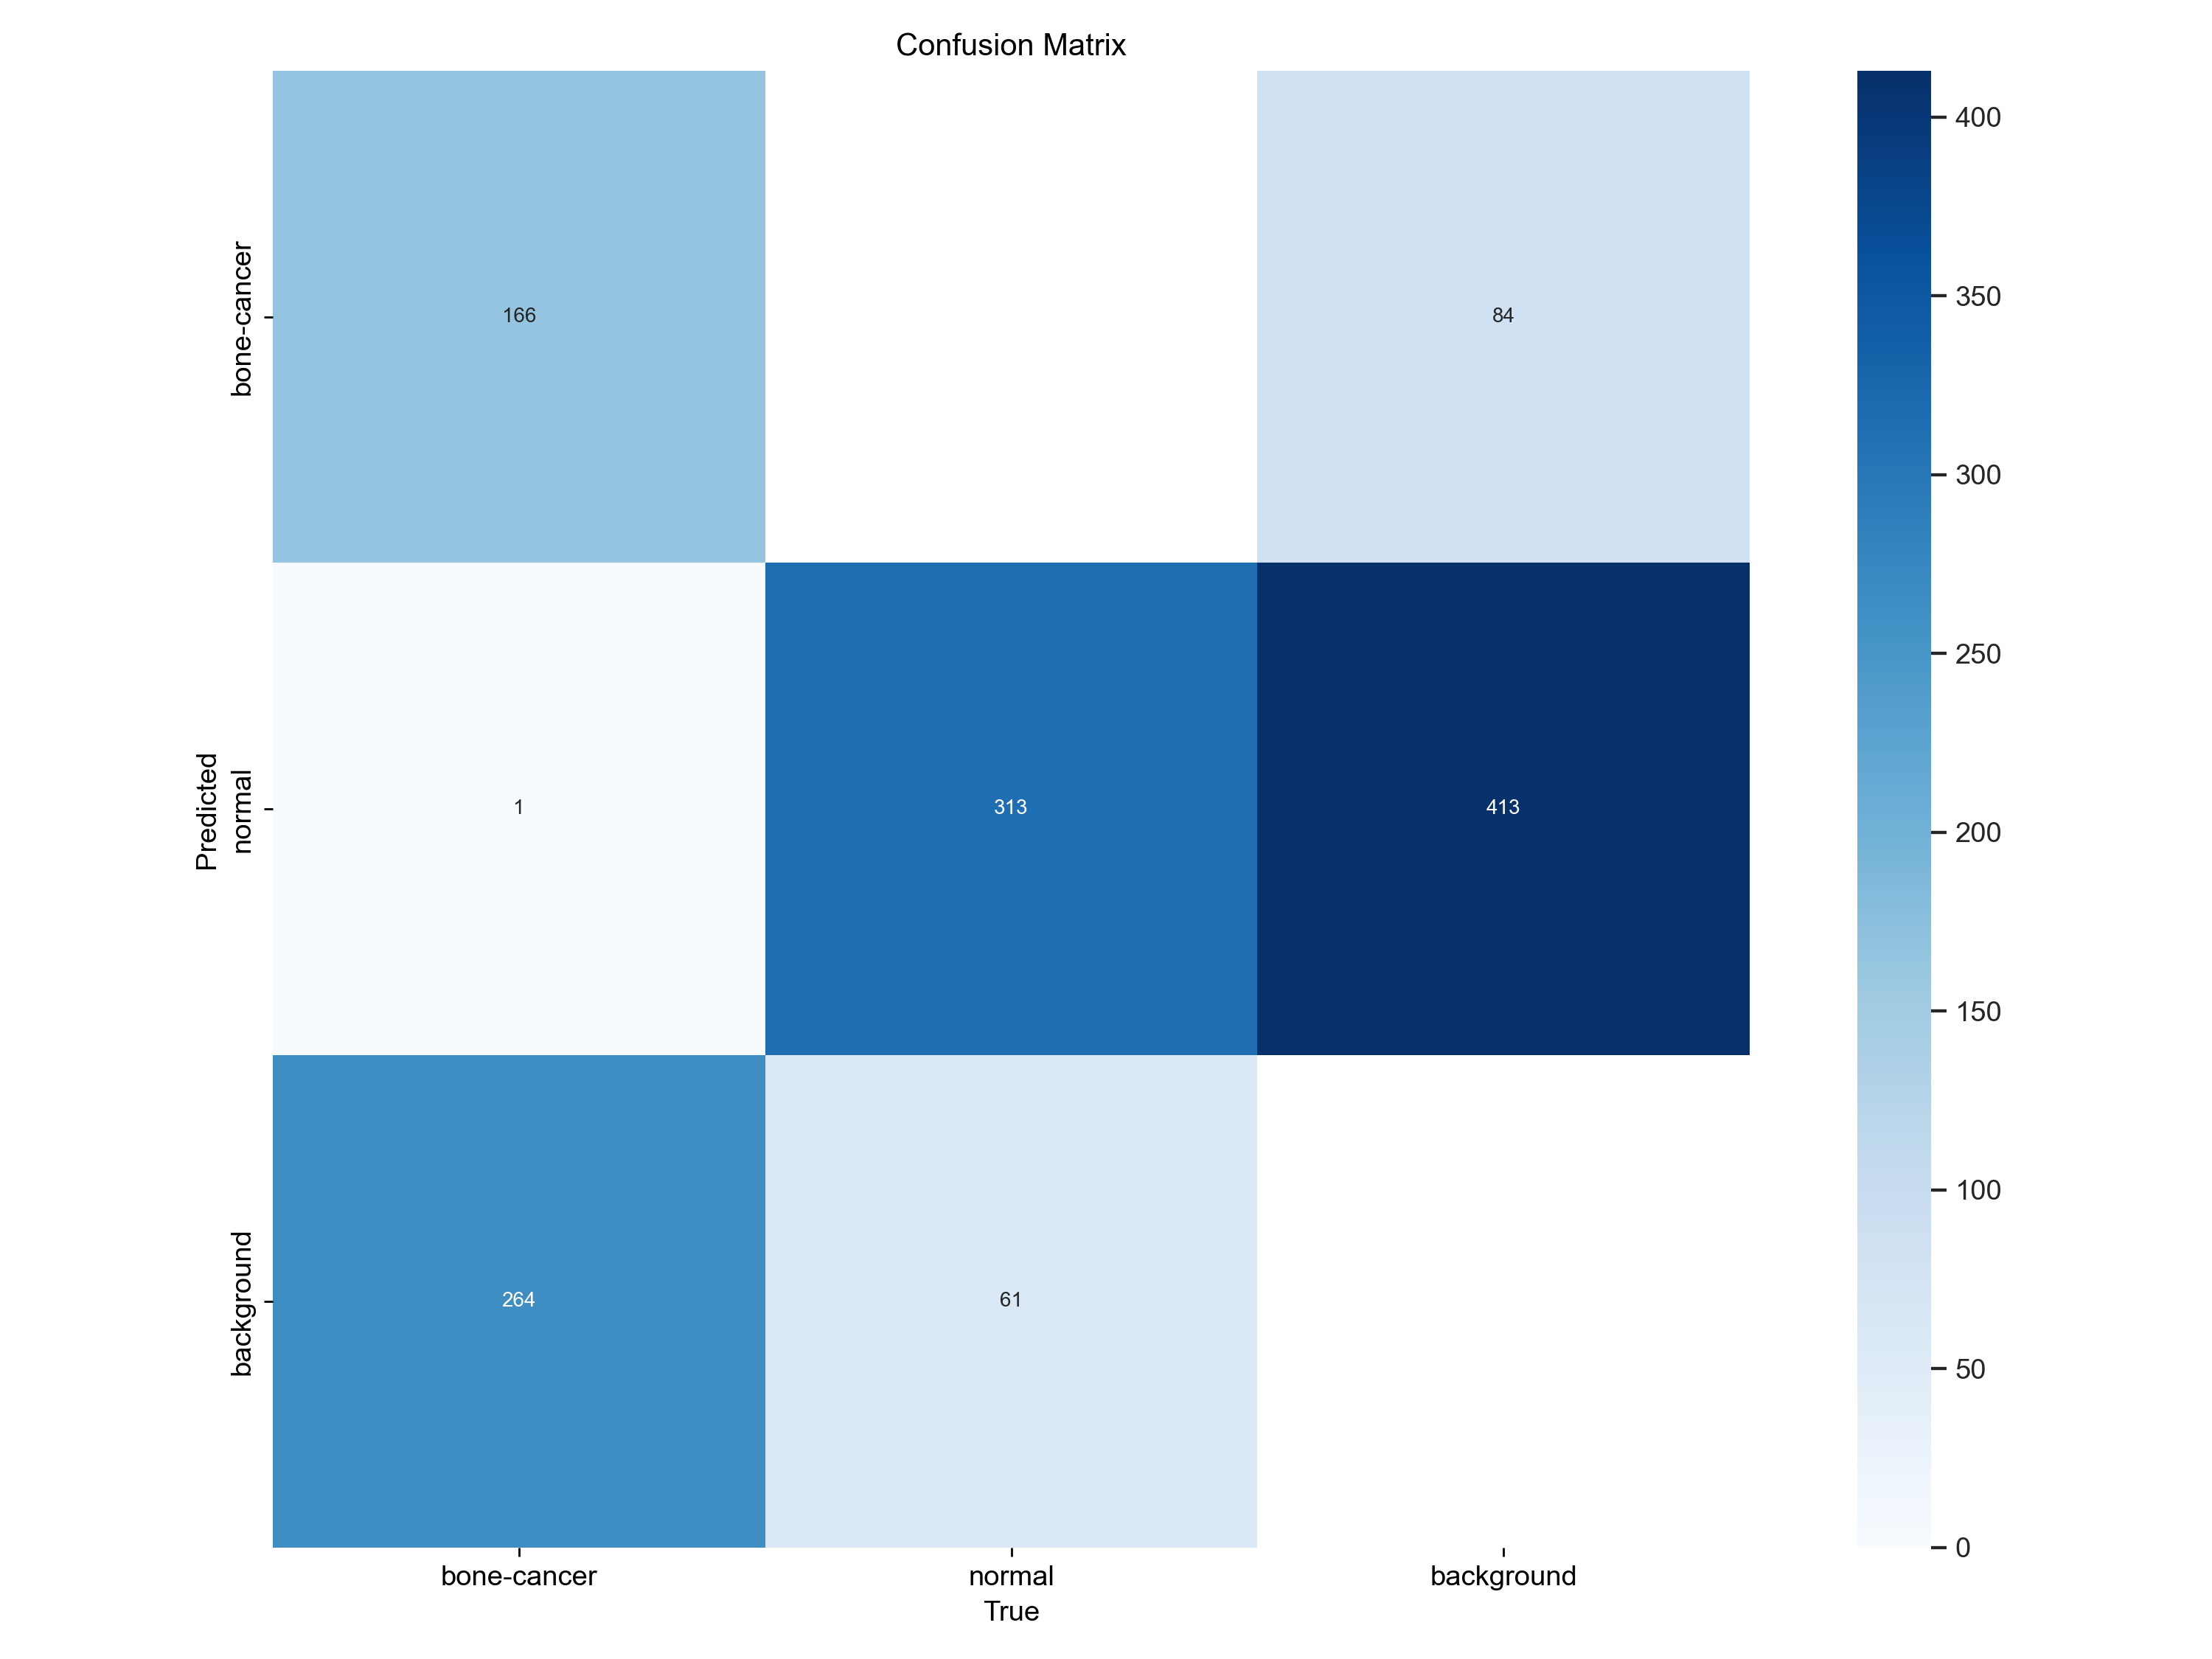 Confusion Matrix
bone-cancer
166
84
Predicted
normal
1
313
413
background
264
61
bone-cancer
normal
background
True
400
350
300
250
200
150
100
50
0